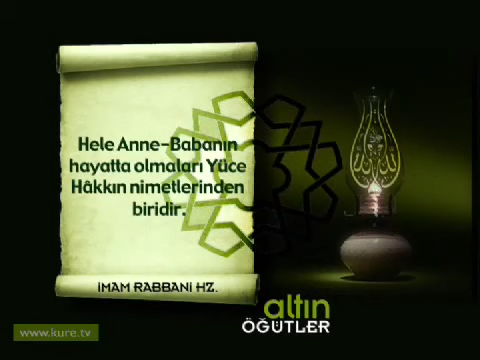 Hele Anne-Babanın
hayatta olmaları Yüce
Hâkkın nimetlerinden
biridir.
İMAM RABBANİ HZ.
altın
ÖĞÜTLER
www.kure.tv